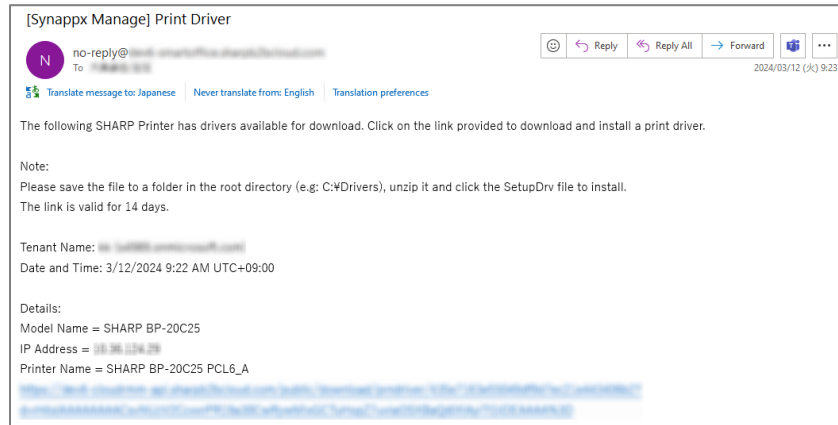 [Synappx Manage] Print Driver
N
no-reply@
To
Reply
Reply All
Forward
2024/03/12 (火) 9:23
Translate message to: Japanese Never translate from: English Translation preferences
The following SHARP Printer has drivers available for download. Click on the link provided to download and install a print driver.
Note:
Please save the file to a folder in the root directory (e.g: C:¥Drivers), unzip it and click the SetupDrv file to install.
The link is valid for 14 days.
Tenant Name:
Date and Time: 3/12/2024 9:22 AM UTC+09:00
Details:
Model Name = SHARP BP-20C25
IP Address =
Printer Name = SHARP BP-20C25 PCL6_A